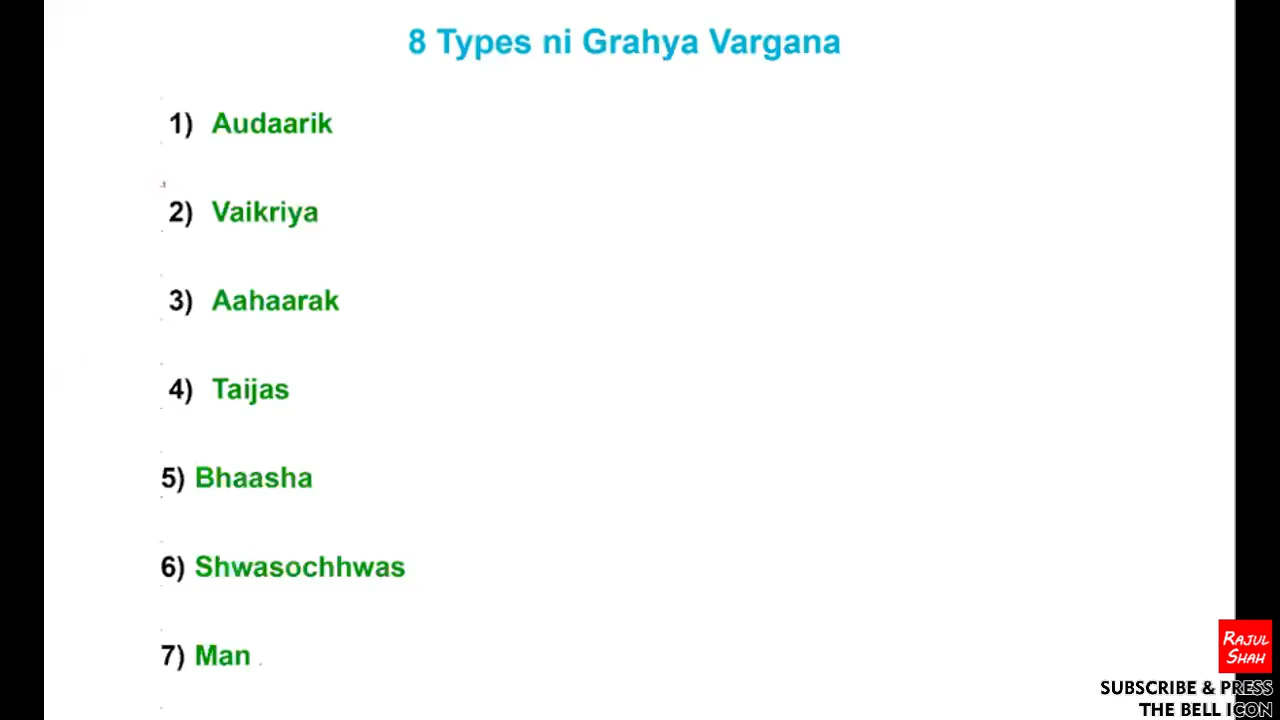 8 Types ni Grahya Vargana
1) Audaarik
2) Vaikriya
3) Aahaarak
4) Taijas
5) Bhaasha
6) Shwasochhwas
7) Man
RAJUL
SHAH
SUBSCRIBE & PRESS
THE BELL ICON